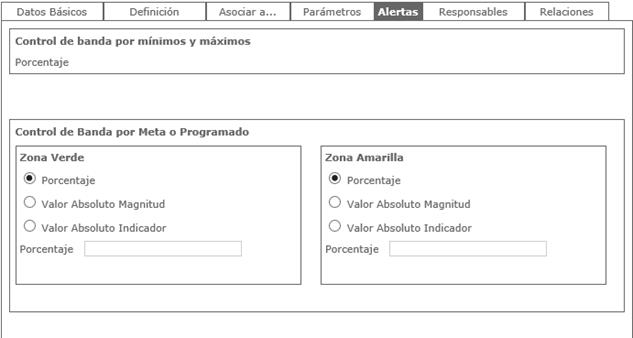 Datos Básicos Definición Asociar a... Parámetros Alertas Responsables Relaciones
Control de banda por mínimos y máximos
Porcentaje
Control de Banda por Meta o Programado
Zona Verde
Porcentaje
Valor Absoluto Magnitud
Valor Absoluto Indicador
Porcentaje
Zona Amarilla
Porcentaje
Valor Absoluto Magnitud
Valor Absoluto Indicador
Porcentaje